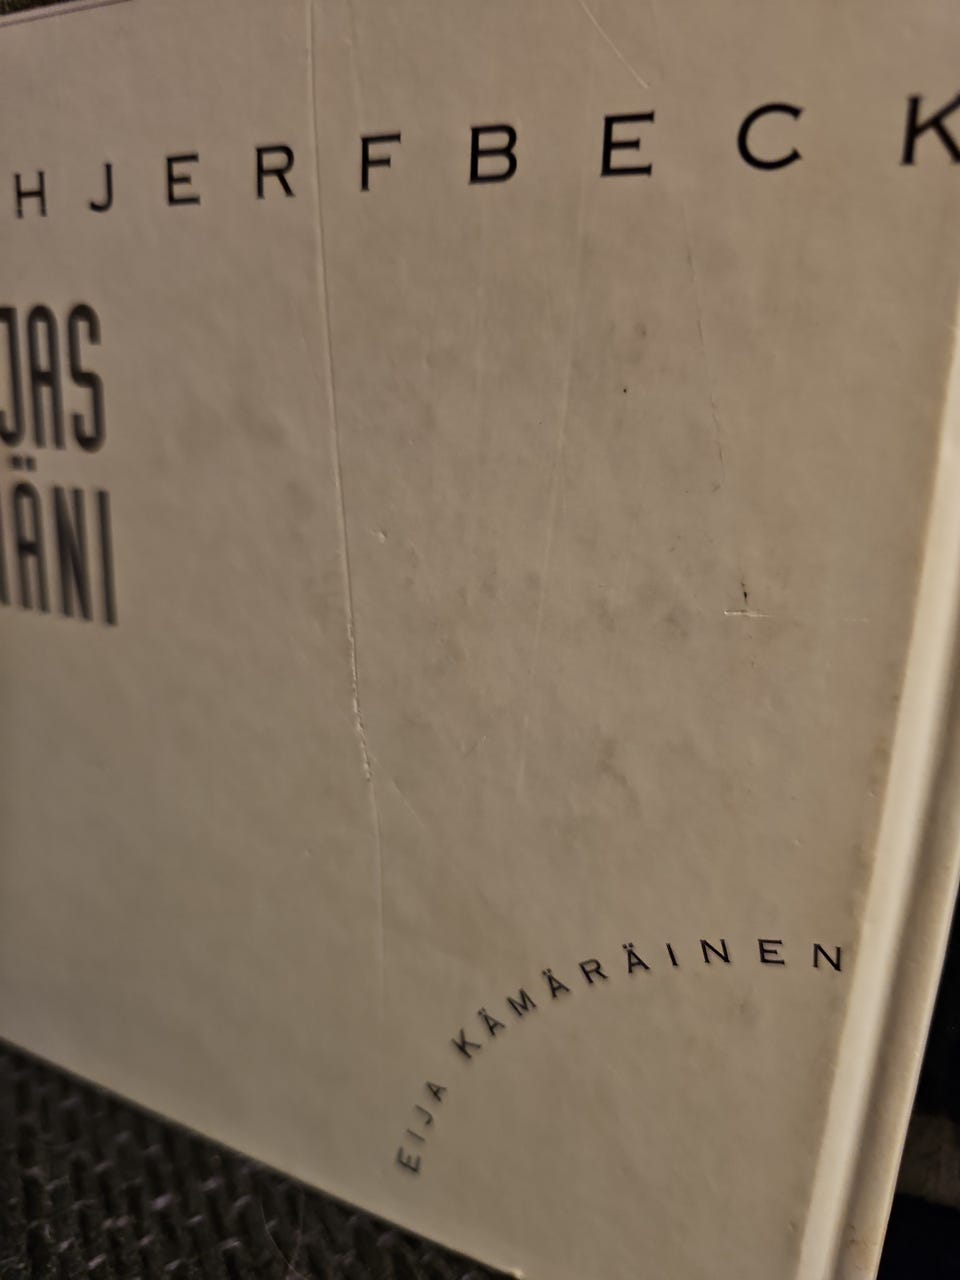 HJERFBECK
JAS
ÄNI
EIJA KÄMÄRÄINEN